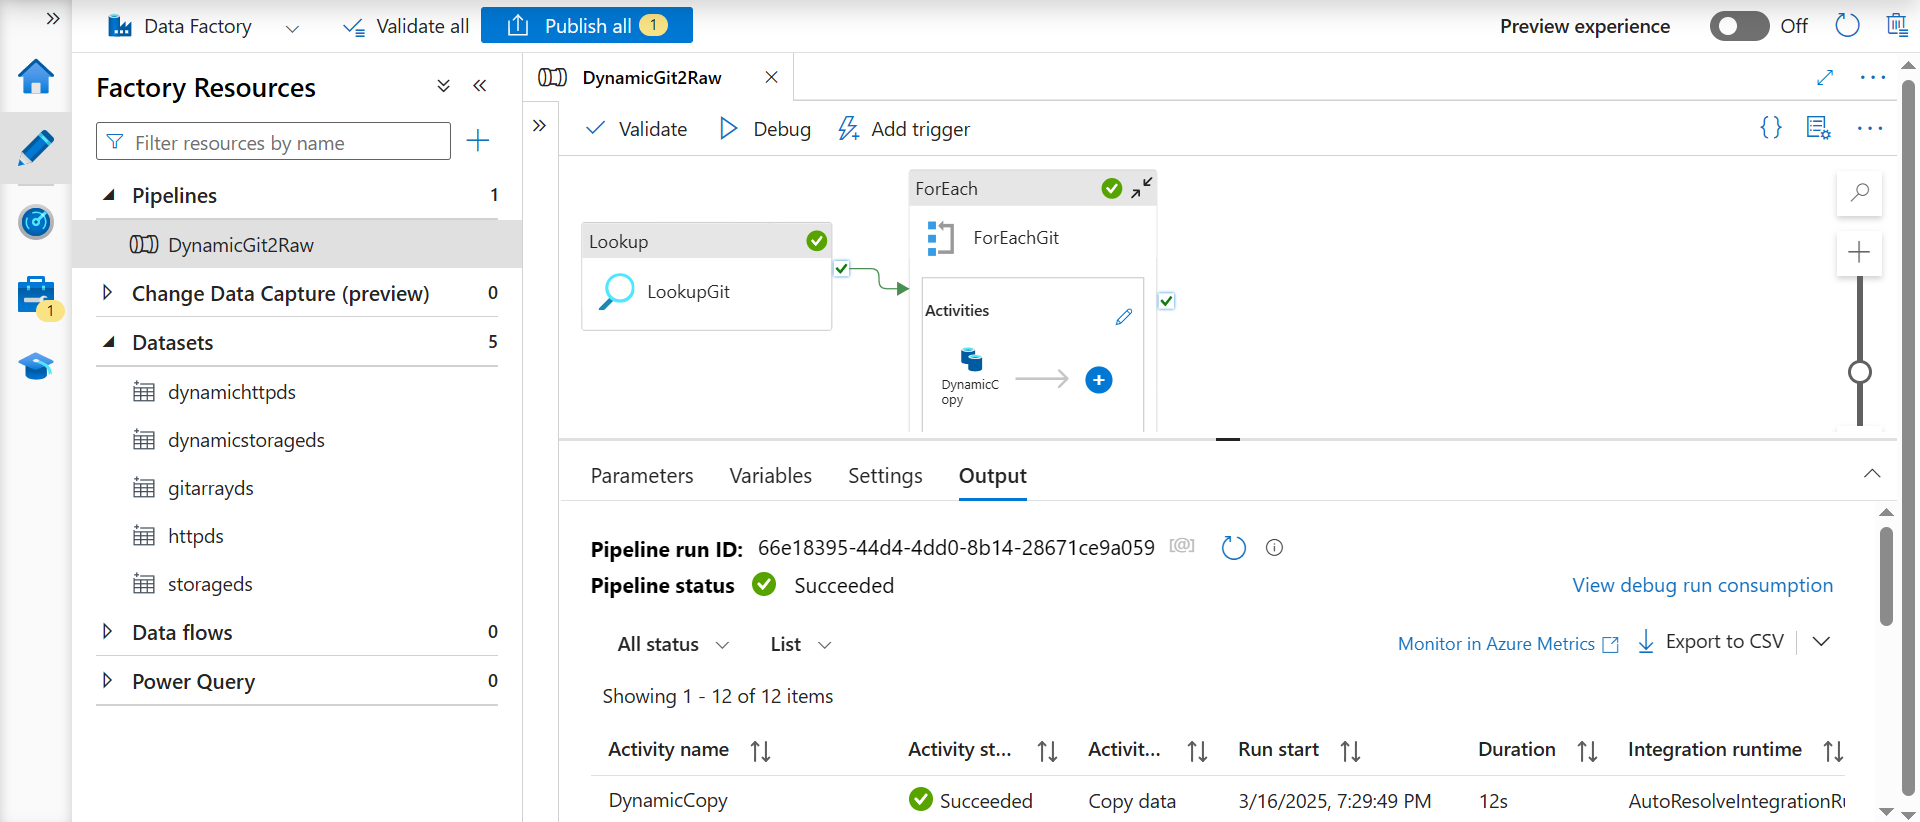 Data Factory
Validate all
Publish all 1
Preview experience
Off
Factory Resources
Filter resources by name
Pipelines 1
DynamicGit2Raw
Change Data Capture (preview) 0
Datasets 5
dynamichttpds
dynamicstorageds
gitarrayds
httpds
storageds
Data flows 0
Power Query 0
1
DynamicGit2Raw
Validate
Debug
Add trigger
{}
Lookup
LookupGit
ForEach
ForEachGit
Activities
DynamicC
opy
Parameters Variables Settings Output
Pipeline run ID: 66e18395-44d4-4dd0-8b14-28671ce9a059 [@]
Pipeline status Succeeded
View debug run consumption
All status List
Monitor in Azure Metrics
Export to CSV
Showing 1 - 12 of 12 items
Activity name Activity st... Activit... Run start Duration Integration runtime
DynamicCopy Succeeded Copy data 3/16/2025, 7:29:49 PM 12s AutoResolveIntegrationRu